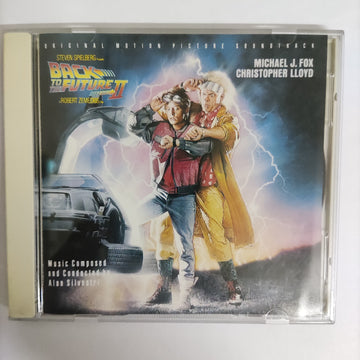 ORIGINAL MOTION PICTURE SOUNDTRACK
STEVEN SPIELBERG
MICHAEL J. FOX
CHRISTOPHER LLOYD
BACK
TO THE
FUTURE
II
ROBERT ZEMECKIS
Music Composed
and Conducted by
Alan Silvestri